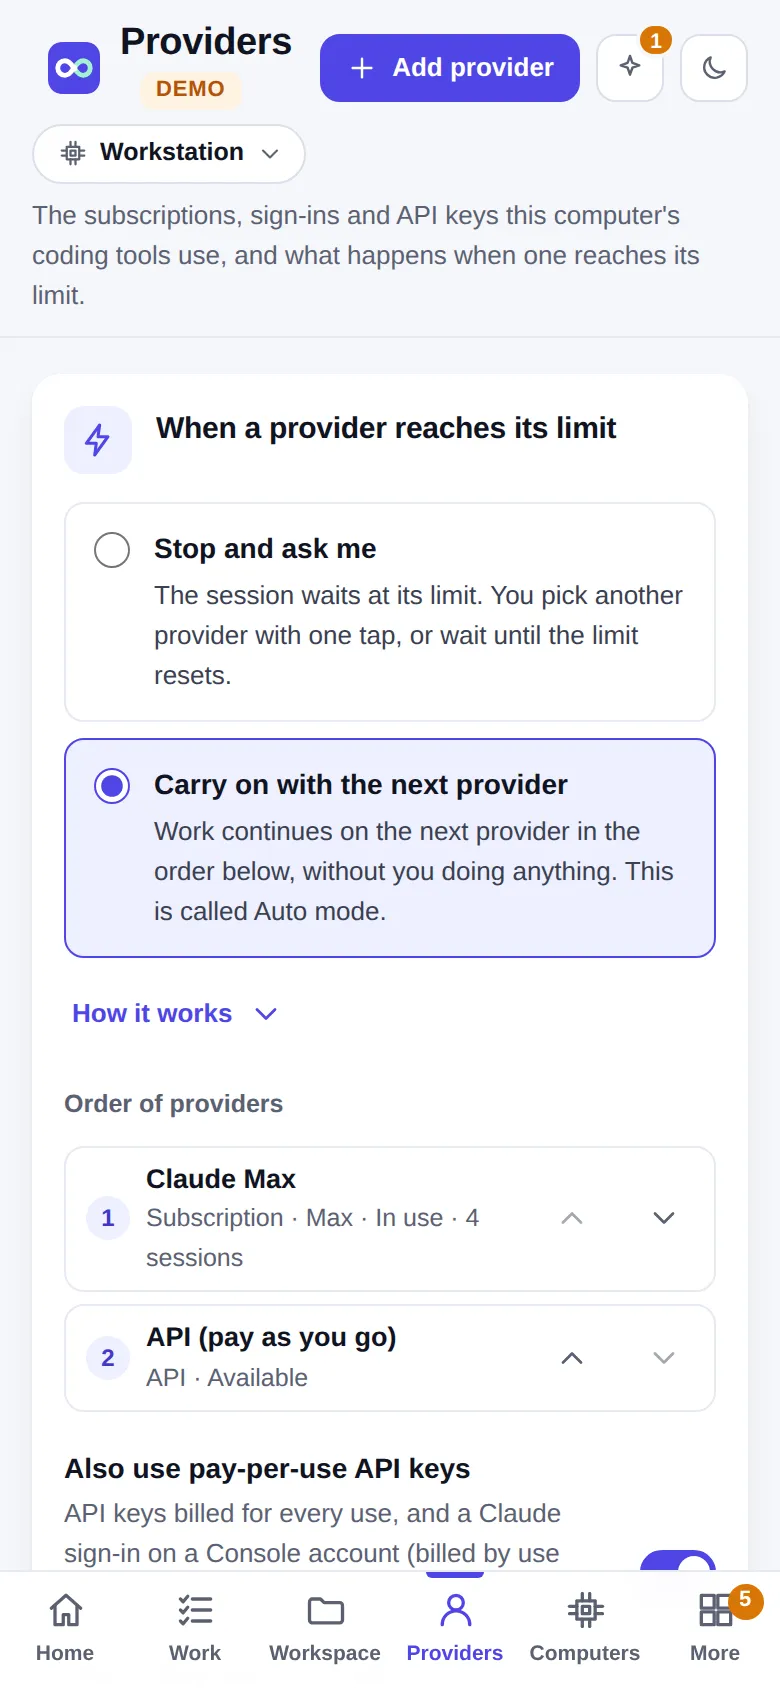 Providers
DEMO
Add provider
1
Workstation
The subscriptions, sign-ins and API keys this computer's
coding tools use, and what happens when one reaches its
limit.
When a provider reaches its limit
Stop and ask me
The session waits at its limit. You pick another
provider with one tap, or wait until the limit
resets.
Carry on with the next provider
Work continues on the next provider in the
order below, without you doing anything. This
is called Auto mode.
How it works
Order of providers
1
Claude Max
Subscription · Max · In use · 4
sessions
2
API (pay as you go)
API · Available
Also use pay-per-use API keys
API keys billed for every use, and a Claude
sign-in on a Console account (billed by use
Home
Work
Workspace
Providers
Computers
More
5